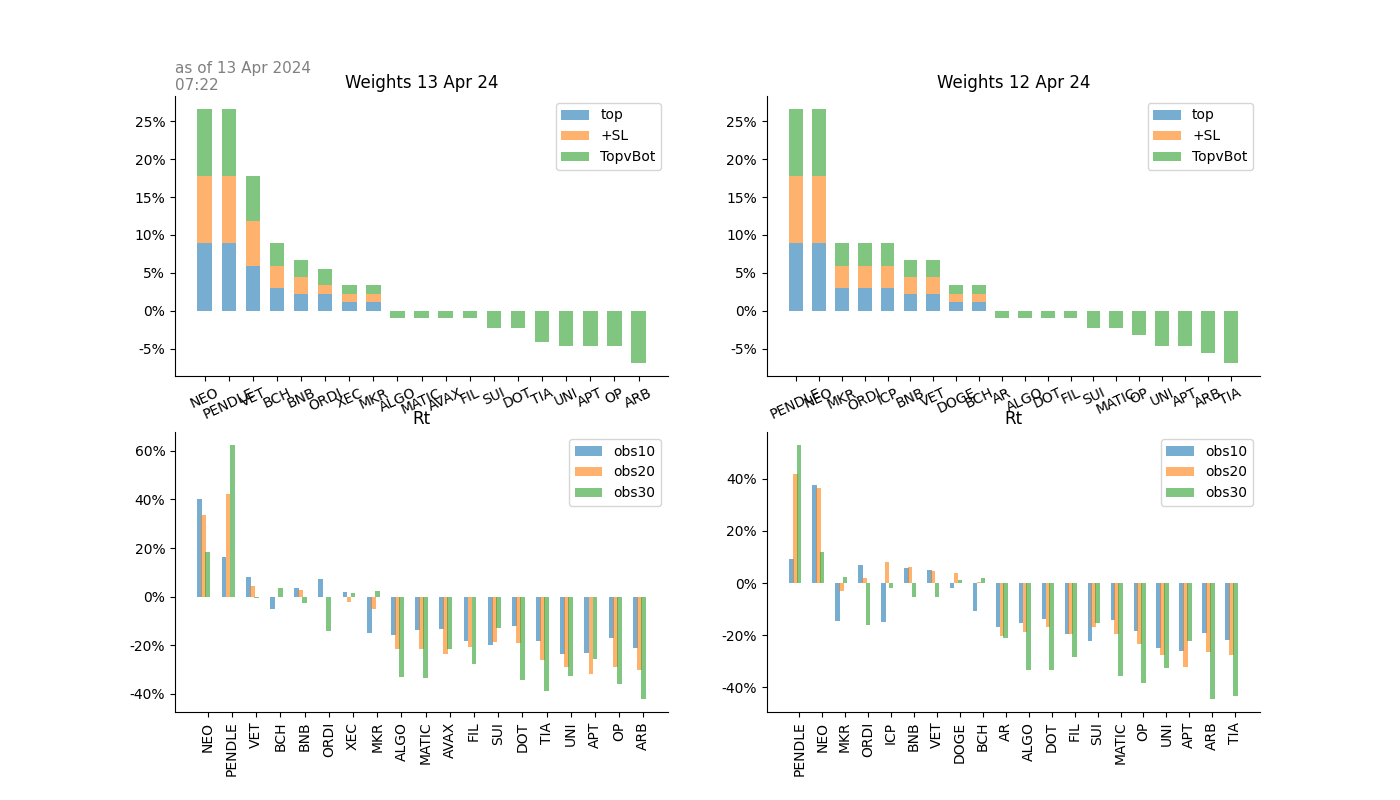 as of 13 Apr 2024
07:22
Weights 13 Apr 24
25%
20%
15%
10%
5%
0%
-5%
top
+SL
TopvBot
NEO PENDLE VET BCH BNB ORDI XEC MKR ALGO MATIC AVAX FIL SUI DOT TIA UNI APT OP ARB
Weights 12 Apr 24
25%
20%
15%
10%
5%
0%
-5%
top
+SL
TopvBot
PENDLE NEO MKR ORDI ICP BNB VET DOGE BCH AR ALGO DOT FIL SUI MATIC OP UNI APT ARB TIA
Rt
60%
40%
20%
0%
-20%
-40%
obs10
obs20
obs30
NEO PENDLE VET BCH BNB ORDI XEC MKR ALGO MATIC AVAX FIL SUI DOT TIA UNI APT OP ARB
Rt
40%
20%
0%
-20%
-40%
obs10
obs20
obs30
PENDLE NEO MKR ORDI ICP BNB VET DOGE BCH AR ALGO DOT FIL SUI MATIC OP UNI APT ARB TIA